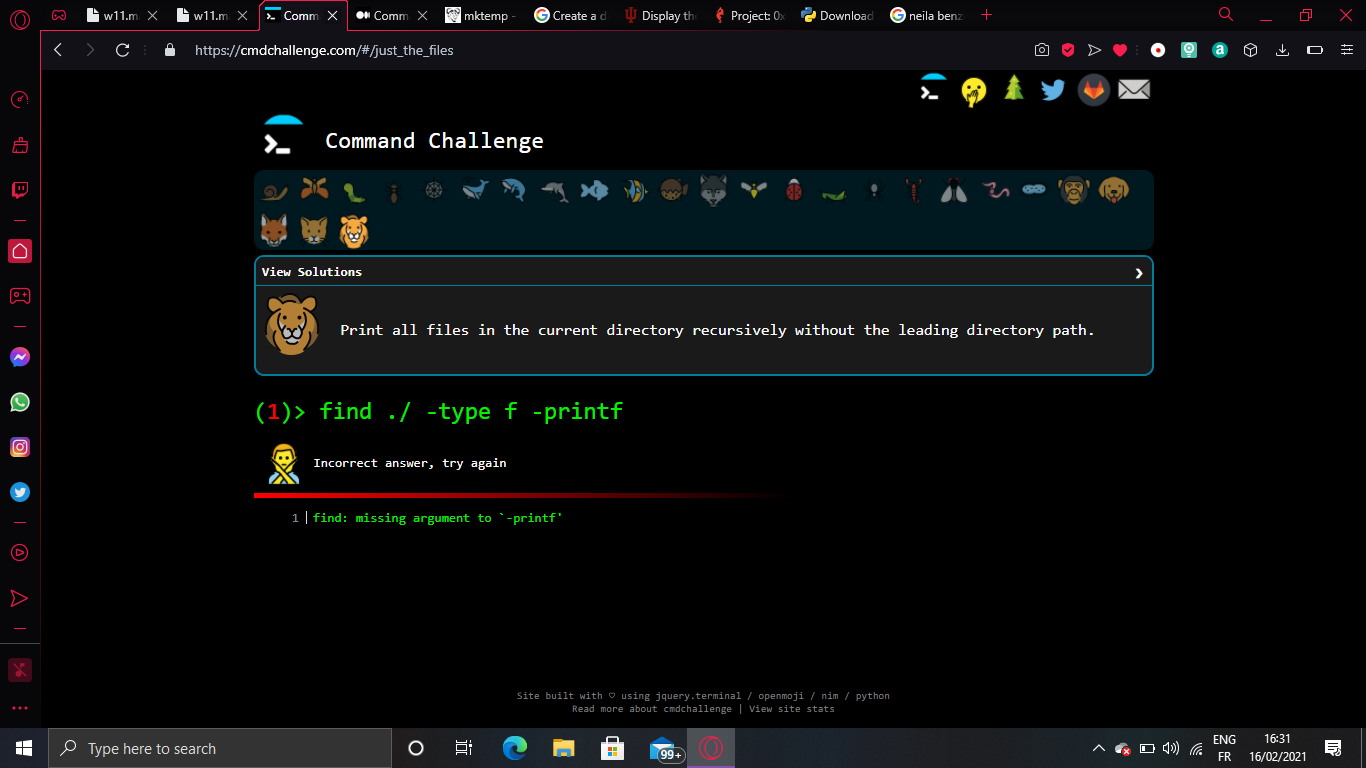 w11.m
w11.m
Comm
Comm
mktemp -
Create a d
Display the
Project: 0x
Download
neila benz
https://cmdchallenge.com/#/just_the_files
Command Challenge
View Solutions
Print all files in the current directory recursively without the leading directory path.
(1)> find ./ -type f -printf
Incorrect answer, try again
1 find: missing argument to `-printf'
Site built with ♡ using jquery.terminal / openmoji / nim / python
Read more about cmdchallenge | View site stats
Type here to search
99+
ENG
FR
16:31
16/02/2021